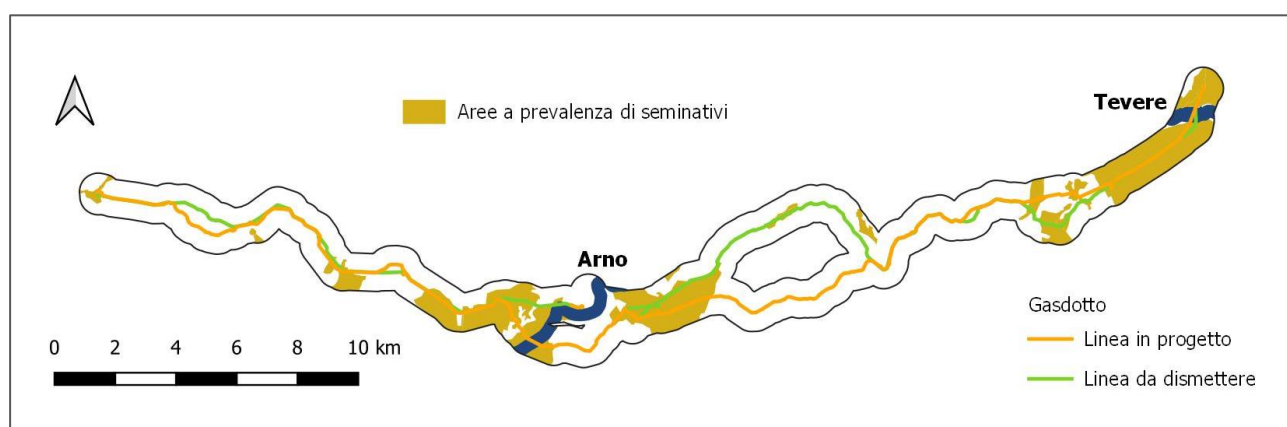 Tevere
Aree a prevalenza di seminativi
Arno
Gasdotto
Linea in progetto
Linea da dismettere
0 2 4 6 8 10 km